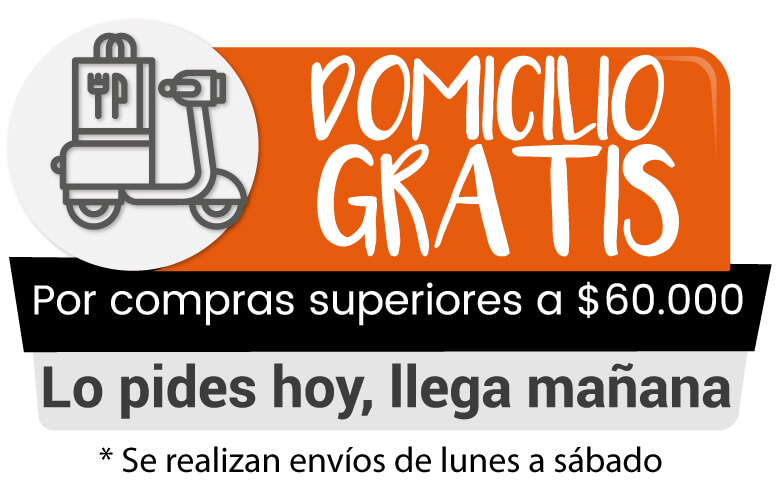 DOMICILIO
GRATIS
Por compras superiores a $60.000
Lo pides hoy, llega mañana
* Se realizan envíos de lunes a sábado